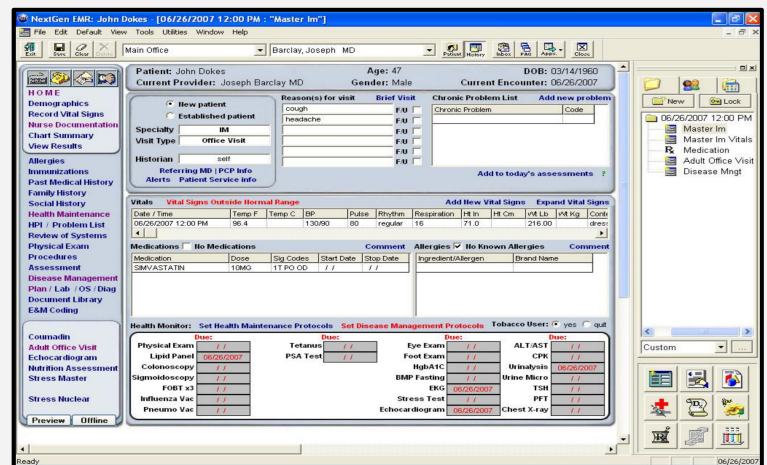 NextGen EMR: John Dokes - [06/26/2007 12:00 PM : "Master Im"]
File Edit Default View Tools Utilities Window Help
Exit Save Clear Delete Main Office Barclay, Joseph MD Patient History Inbox PAQ Apps. Close
Patient: John Dokes Age: 47 DOB: 03/14/1960
Current Provider: Joseph Barclay MD Gender: Male Current Encounter: 06/26/2007
HOME
Demographics
Record Vital Signs
Nurse Documentation
Chart Summary
View Results
Allergies
Immunizations
Past Medical History
Family History
Social History
Health Maintenance
HPI / Problem List
Review of Systems
Physical Exam
Procedures
Assessment
Disease Management
Plan / Lab / OS / Diag
Document Library
E&M Coding
Coumadin
Adult Office Visit
Echocardiogram
Nutrition Assessment
Stress Master
Stress Nuclear
Preview Offline
New patient
Established patient
Specialty IM
Visit Type Office Visit
Historian self
Referring MD | PCP Info
Alerts Patient Service info
Reason(s) for visit Brief Visit
cough F/U
headache F/U
F/U
F/U
F/U
F/U
Chronic Problem List Add new problem
Chronic Problem Code
Add to today's assessments ?
Vitals Vital Signs Outside Normal Range Add New Vital Signs Expand Vital Signs
Date / Time Temp F Temp C BP Pulse Rhythm Respiration Ht In Ht Cm Wt Lb Wt Kg Conte
06/26/2007 12:00 PM 96.4 130/90 80 regular 16 71.0 216.00 dress
Medications No Medications Comment Allergies No Known Allergies Comment
Medication Dose Sig Codes Start Date Stop Date Ingredient/Allergen Brand Name
SIMVASTATIN 10MG 1T PO OD / / / /
Health Monitor: Set Health Maintenance Protocols Set Disease Management Protocols Tobacco User: yes quit
Due: Due: Due: Due:
Physical Exam / / Tetanus / / Eye Exam / / ALT/AST / /
Lipid Panel 06/26/2007 PSA Test / / Foot Exam / / CPK / /
Colonoscopy / / HgbA1C / / Urinalysis 06/26/2007
Sigmoidoscopy / / BMP Fasting / / Urine Micro / /
FOBT x3 / / EKG 06/26/2007 TSH / /
Influenza Vac / / Stress Test / / PFT / /
Pneumo Vac / / Echocardiogram 06/26/2007 Chest X-ray / /
New Lock
06/26/2007 12:00 PM
Master Im
Master Im Vitals
Medication
Adult Office Visit
Disease Mngt
Custom ...
Ready 06/26/2007